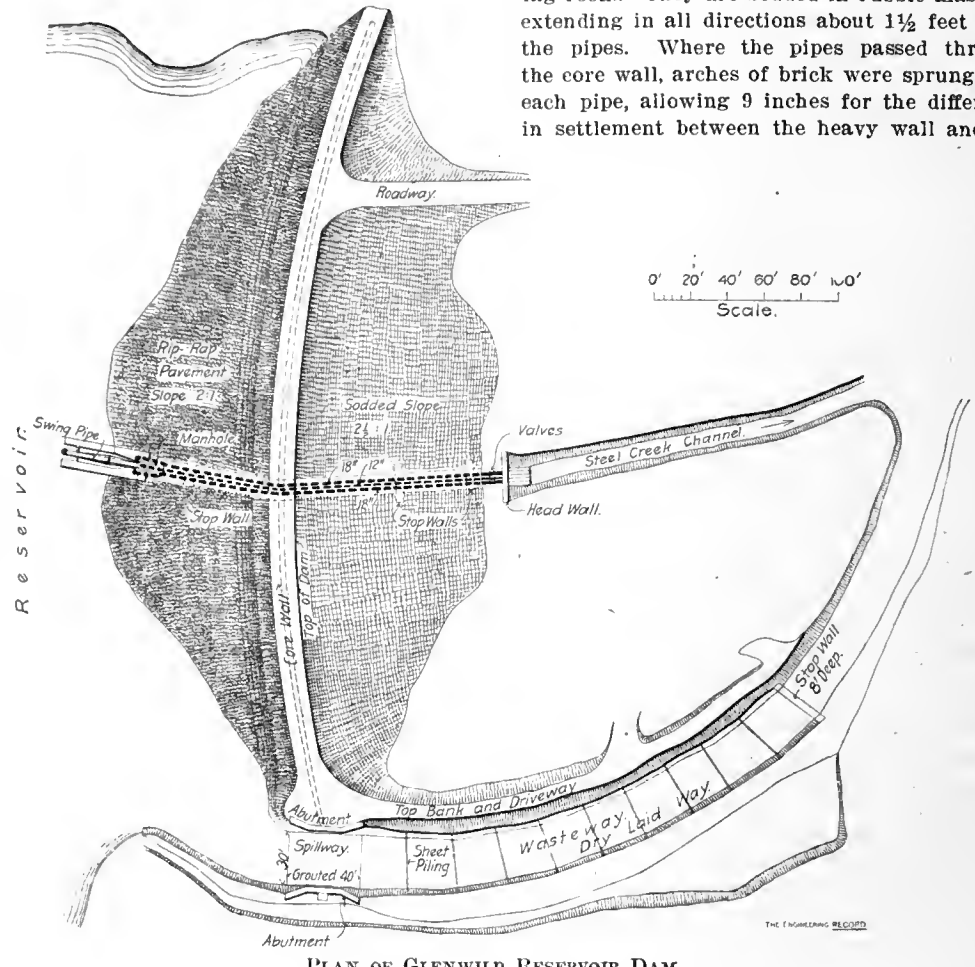 extending in all directions about 1½ feet
the pipes. Where the pipes passed
the core wall, arches of brick were sprung
each pipe, allowing 9 inches for the
in settlement between the heavy wall
Roadway.
0' 20' 40' 60' 80'
Scale.
Rip-Rap
Pavement
Slope 2:1
Sodded Slope
2½ : 1
Swing Pipe
Manhole
Valves
Steel Creek Channel
18" 12"
18"
Stop Wall
Stop Walls
Head Wall.
Reservoir.
Core Wall
Top of Dam
Stop Wall
8' Deep.
Top Bank and Driveway
Abutment
Spillway.
30'
Grouted 40'
Sheet
Piling
Wasteway.
Dry Laid Way.
Abutment
THE ENGINEERING RECORD
PLAN OF GLENWILD RESERVOIR DAM